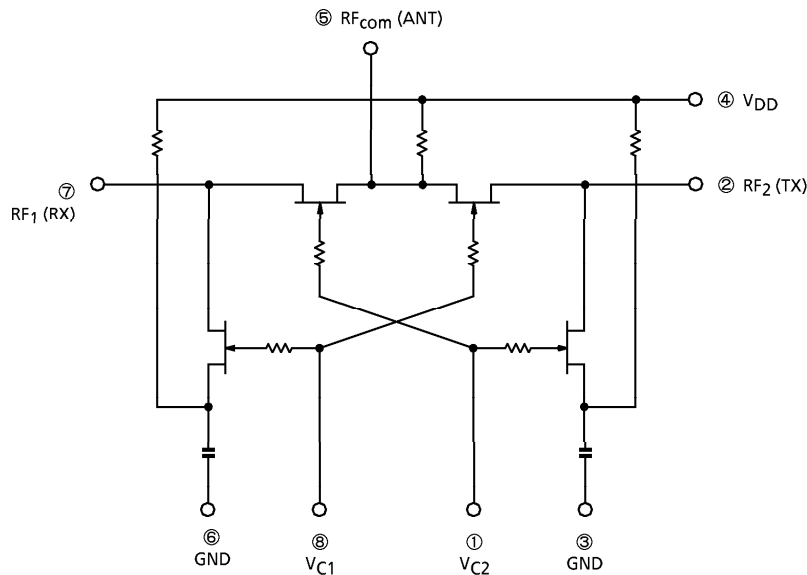 ⑤ RFcom (ANT)
④ VDD
⑦
RF1 (RX)
② RF2 (TX)
⑥
GND
⑧
VC1
①
VC2
③
GND